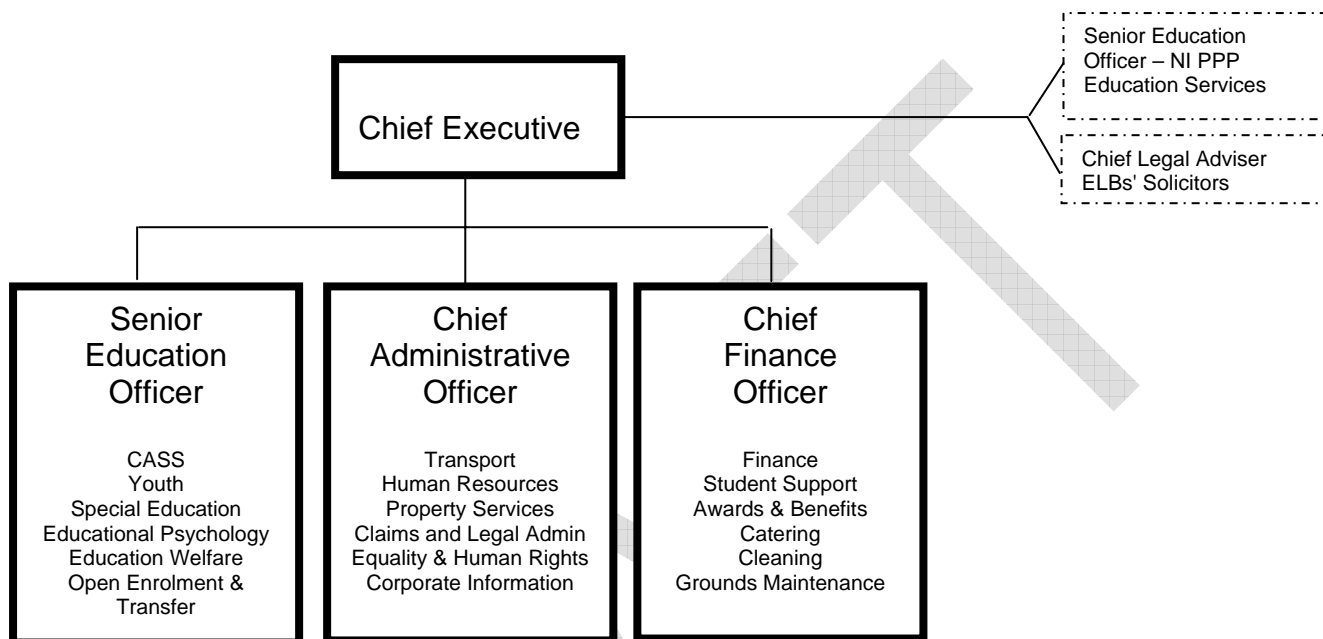 Senior Education
Officer – NI PPP
Education Services
Chief Executive
Chief Legal Adviser
ELBs' Solicitors
Senior
Education
Officer
CASS
Youth
Special Education
Educational Psychology
Education Welfare
Open Enrolment &
Transfer
Chief
Administrative
Officer
Transport
Human Resources
Property Services
Claims and Legal Admin
Equality & Human Rights
Corporate Information
Chief
Finance
Officer
Finance
Student Support
Awards & Benefits
Catering
Cleaning
Grounds Maintenance